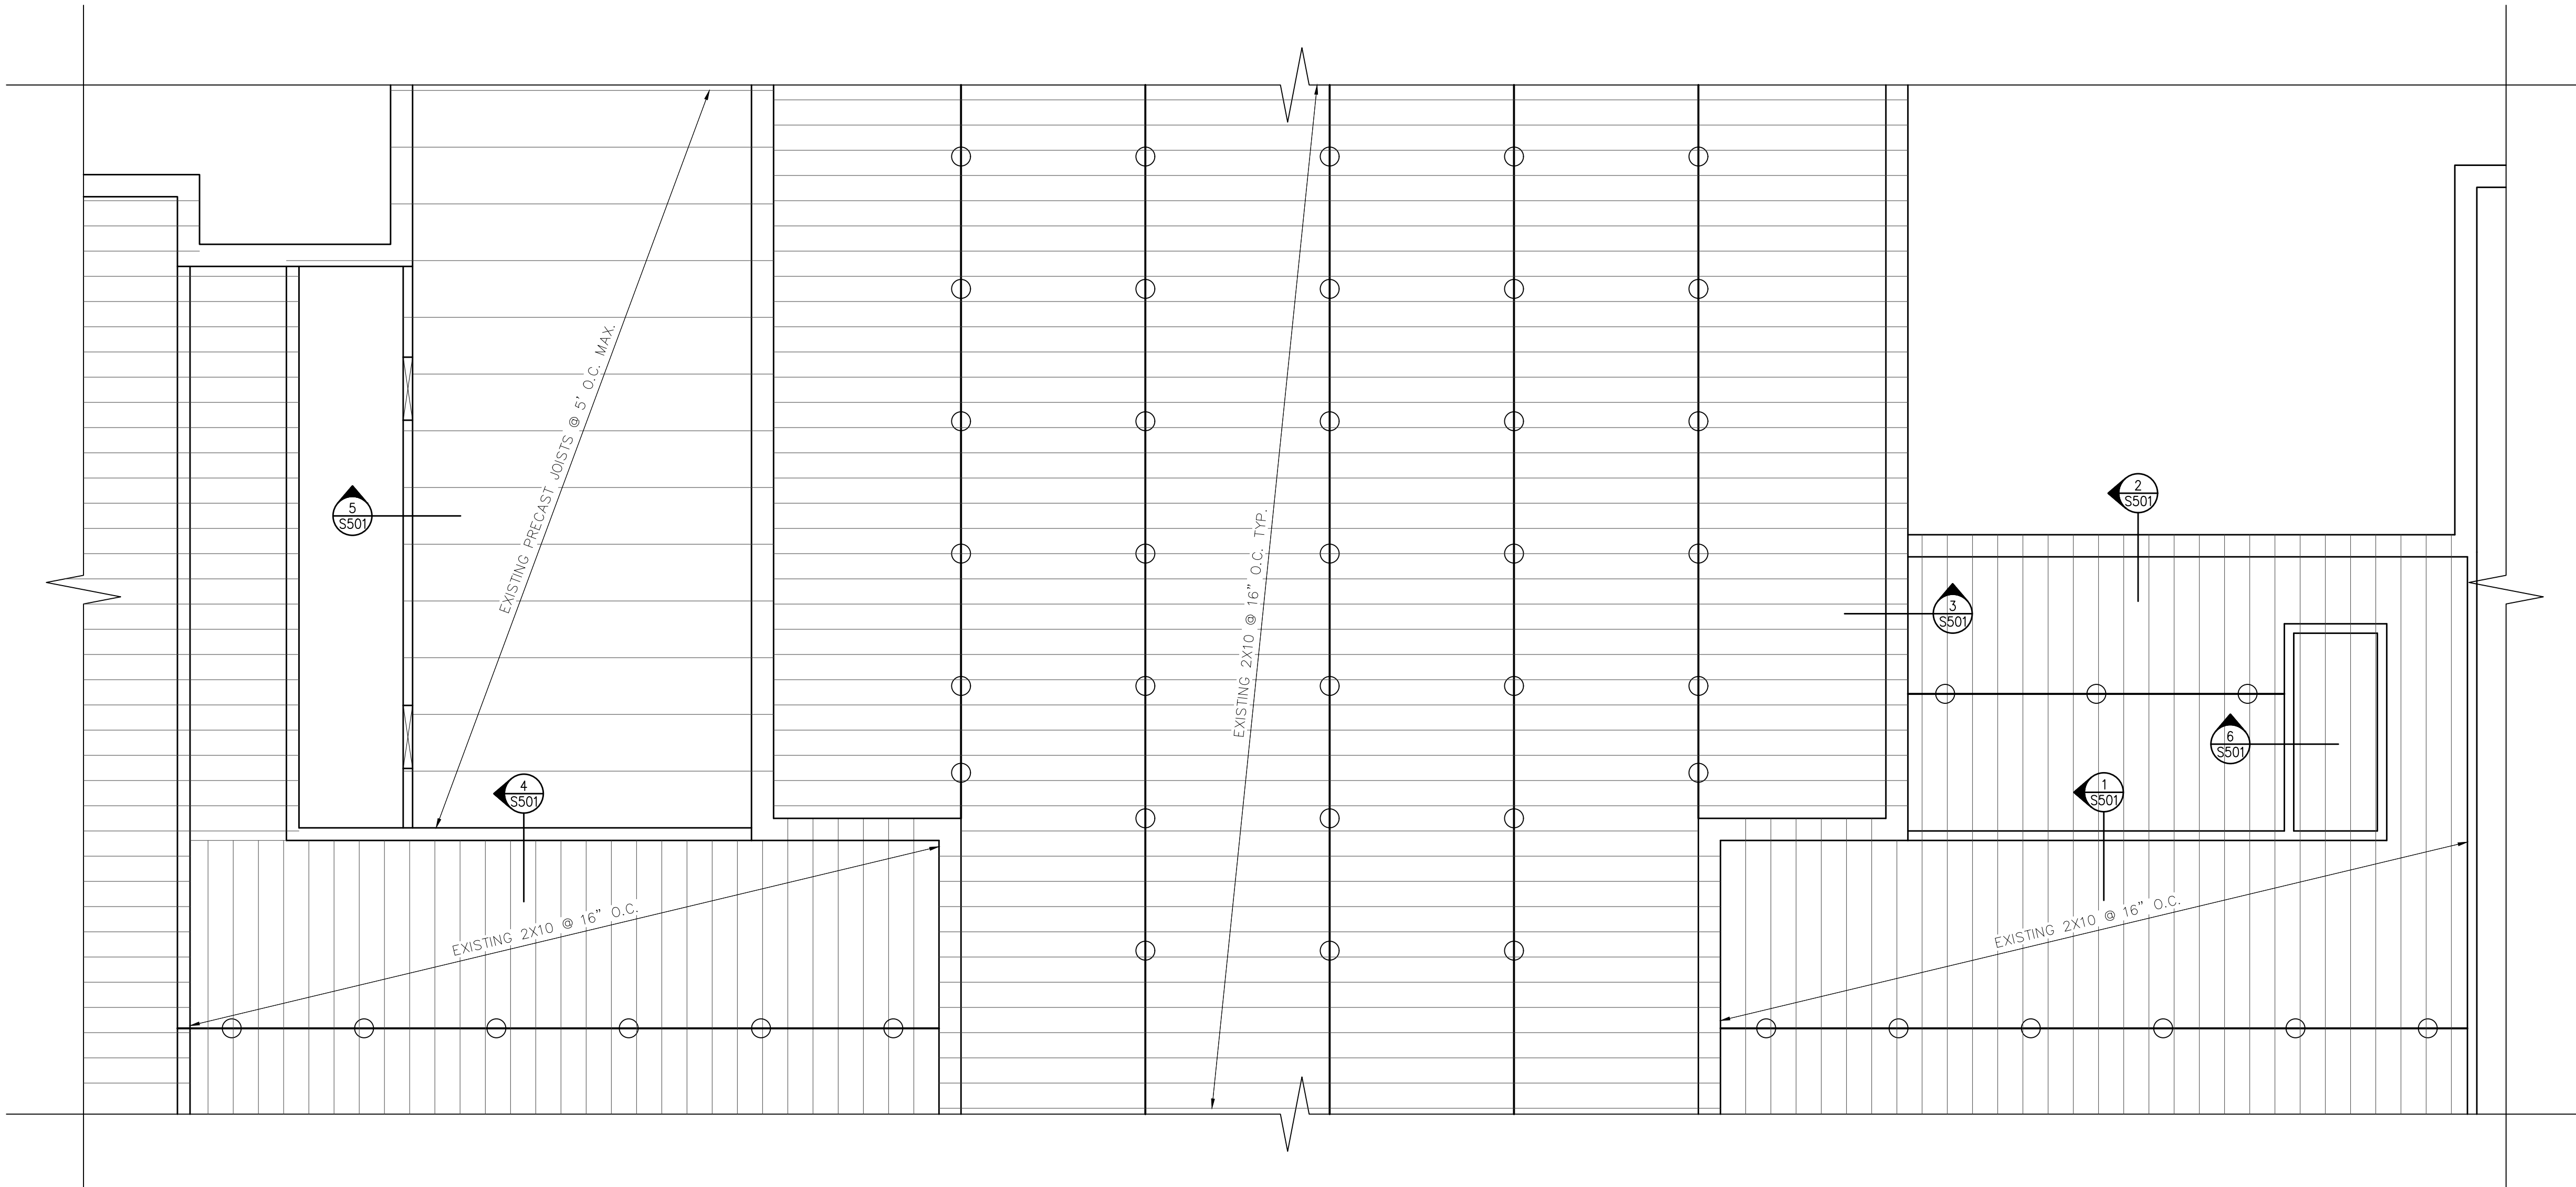 EXISTING PRECAST JOISTS @ 5' O.C. MAX.
5
S501
2
S501
EXISTING 2X10 @ 16" O.C. TYP.
3
S501
6
S501
4
S501
1
S501
EXISTING 2X10 @ 16" O.C.
EXISTING 2X10 @ 16" O.C.